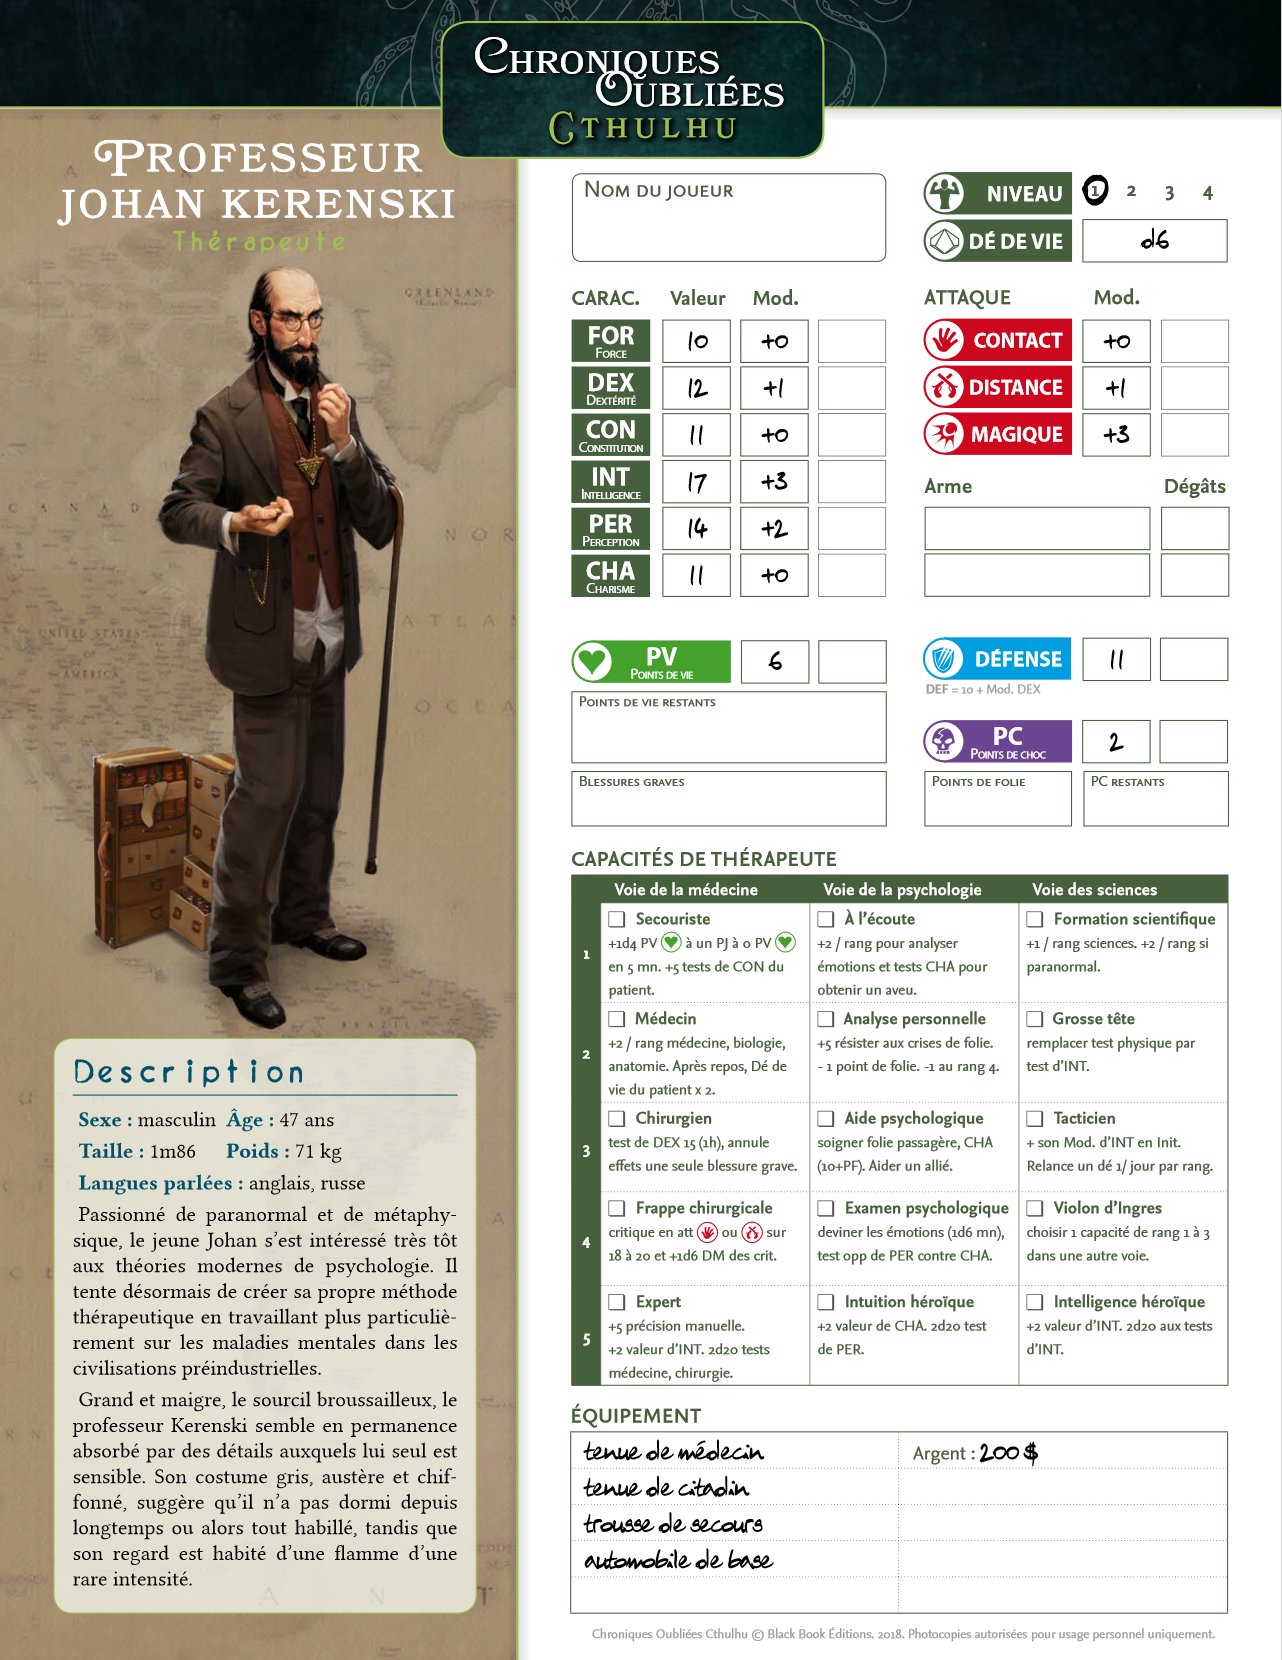 Chroniques
Oubliées
Cthulhu
Professeur
Johan Kerenski
Thérapeute
GREENLAND
CANADA
NOR
UNITED STATES
AMERICA
ATLAN
OCEA
BRAZIL
Description
Sexe : masculin Âge : 47 ans
Taille : 1m86 Poids : 71 kg
Langues parlées : anglais, russe
Passionné de paranormal et de métaphy-
sique, le jeune Johan s’est intéressé très tôt
aux théories modernes de psychologie. Il
tente désormais de créer sa propre méthode
thérapeutique en travaillant plus particuliè-
rement sur les maladies mentales dans les
civilisations préindustrielles.
Grand et maigre, le sourcil broussailleux, le
professeur Kerenski semble en permanence
absorbé par des détails auxquels lui seul est
sensible. Son costume gris, austère et chif-
fonné, suggère qu’il n’a pas dormi depuis
longtemps ou alors tout habillé, tandis que
son regard est habité d’une flamme d’une
rare intensité.
Nom du joueur
NIVEAU 1 2 3 4
DÉ DE VIE d6
CARAC. Valeur Mod.
FOR Force 10 +0
DEX Dextérité 12 +1
CON Constitution 11 +0
INT Intelligence 17 +3
PER Perception 14 +2
CHA Charisme 11 +0
ATTAQUE Mod.
CONTACT +0
DISTANCE +1
MAGIQUE +3
Arme Dégâts
PV Points de vie 6
Points de vie restants
Blessures graves
DÉFENSE 11
DEF = 10 + Mod. DEX
PC Points de choc 2
Points de folie PC restants
CAPACITÉS DE THÉRAPEUTE
Voie de la médecine Voie de la psychologie Voie des sciences
1
Secouriste
+1d4 PV à un PJ à 0 PV
en 5 mn. +5 tests de CON du
patient.
À l’écoute
+2 / rang pour analyser
émotions et tests CHA pour
obtenir un aveu.
Formation scientifique
+1 / rang sciences. +2 / rang si
paranormal.
2
Médecin
+2 / rang médecine, biologie,
anatomie. Après repos, Dé de
vie du patient x 2.
Analyse personnelle
+5 résister aux crises de folie.
- 1 point de folie. -1 au rang 4.
Grosse tête
remplacer test physique par
test d’INT.
3
Chirurgien
test de DEX 15 (1h), annule
effets une seule blessure grave.
Aide psychologique
soigner folie passagère, CHA
(10+PF). Aider un allié.
Tacticien
+ son Mod. d’INT en Init.
Relance un dé 1/ jour par rang.
4
Frappe chirurgicale
critique en att ou sur
18 à 20 et +1d6 DM des crit.
Examen psychologique
deviner les émotions (1d6 mn),
test opp de PER contre CHA.
Violon d’Ingres
choisir 1 capacité de rang 1 à 3
dans une autre voie.
5
Expert
+5 précision manuelle.
+2 valeur d’INT. 2d20 tests
médecine, chirurgie.
Intuition héroïque
+2 valeur de CHA. 2d20 test
de PER.
Intelligence héroïque
+2 valeur d’INT. 2d20 aux tests
d’INT.
ÉQUIPEMENT
tenue de médecin
tenue de citadin
trousse de secours
automobile de base
Argent : 200 $
Chroniques Oubliées Cthulhu © Black Book Éditions. 2018. Photocopies autorisées pour usage personnel uniquement.